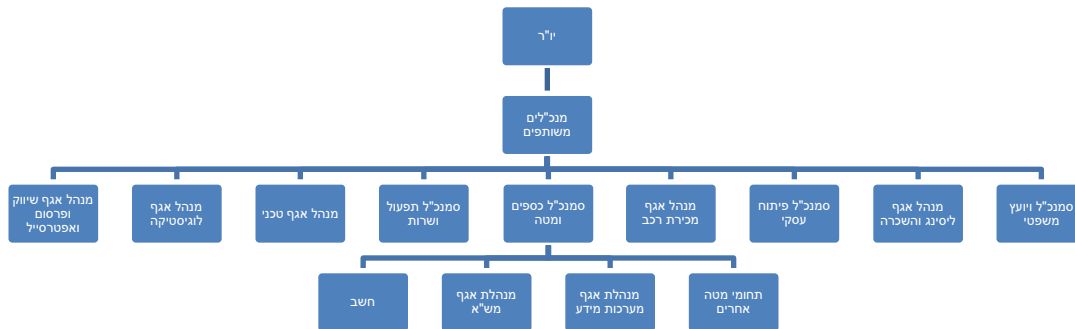 יו"ר
מנכ"לים
משותפים
סמנכ"ל ויועץ
משפטי
מנהל אגף
ליסינג והשכרה
סמנכ"ל פיתוח
עסקי
מנהל אגף
מכירת רכב
סמנכ"ל כספים
ומטה
סמנכ"ל תפעול
ושרות
מנהל אגף טכני
מנהל אגף
לוגיסטיקה
מנהל אגף שיווק
ופרסום
ואפטרסייל
תחומי מטה
אחרים
מנהלת אגף
מערכות מידע
מנהלת אגף
מש"א
חשב